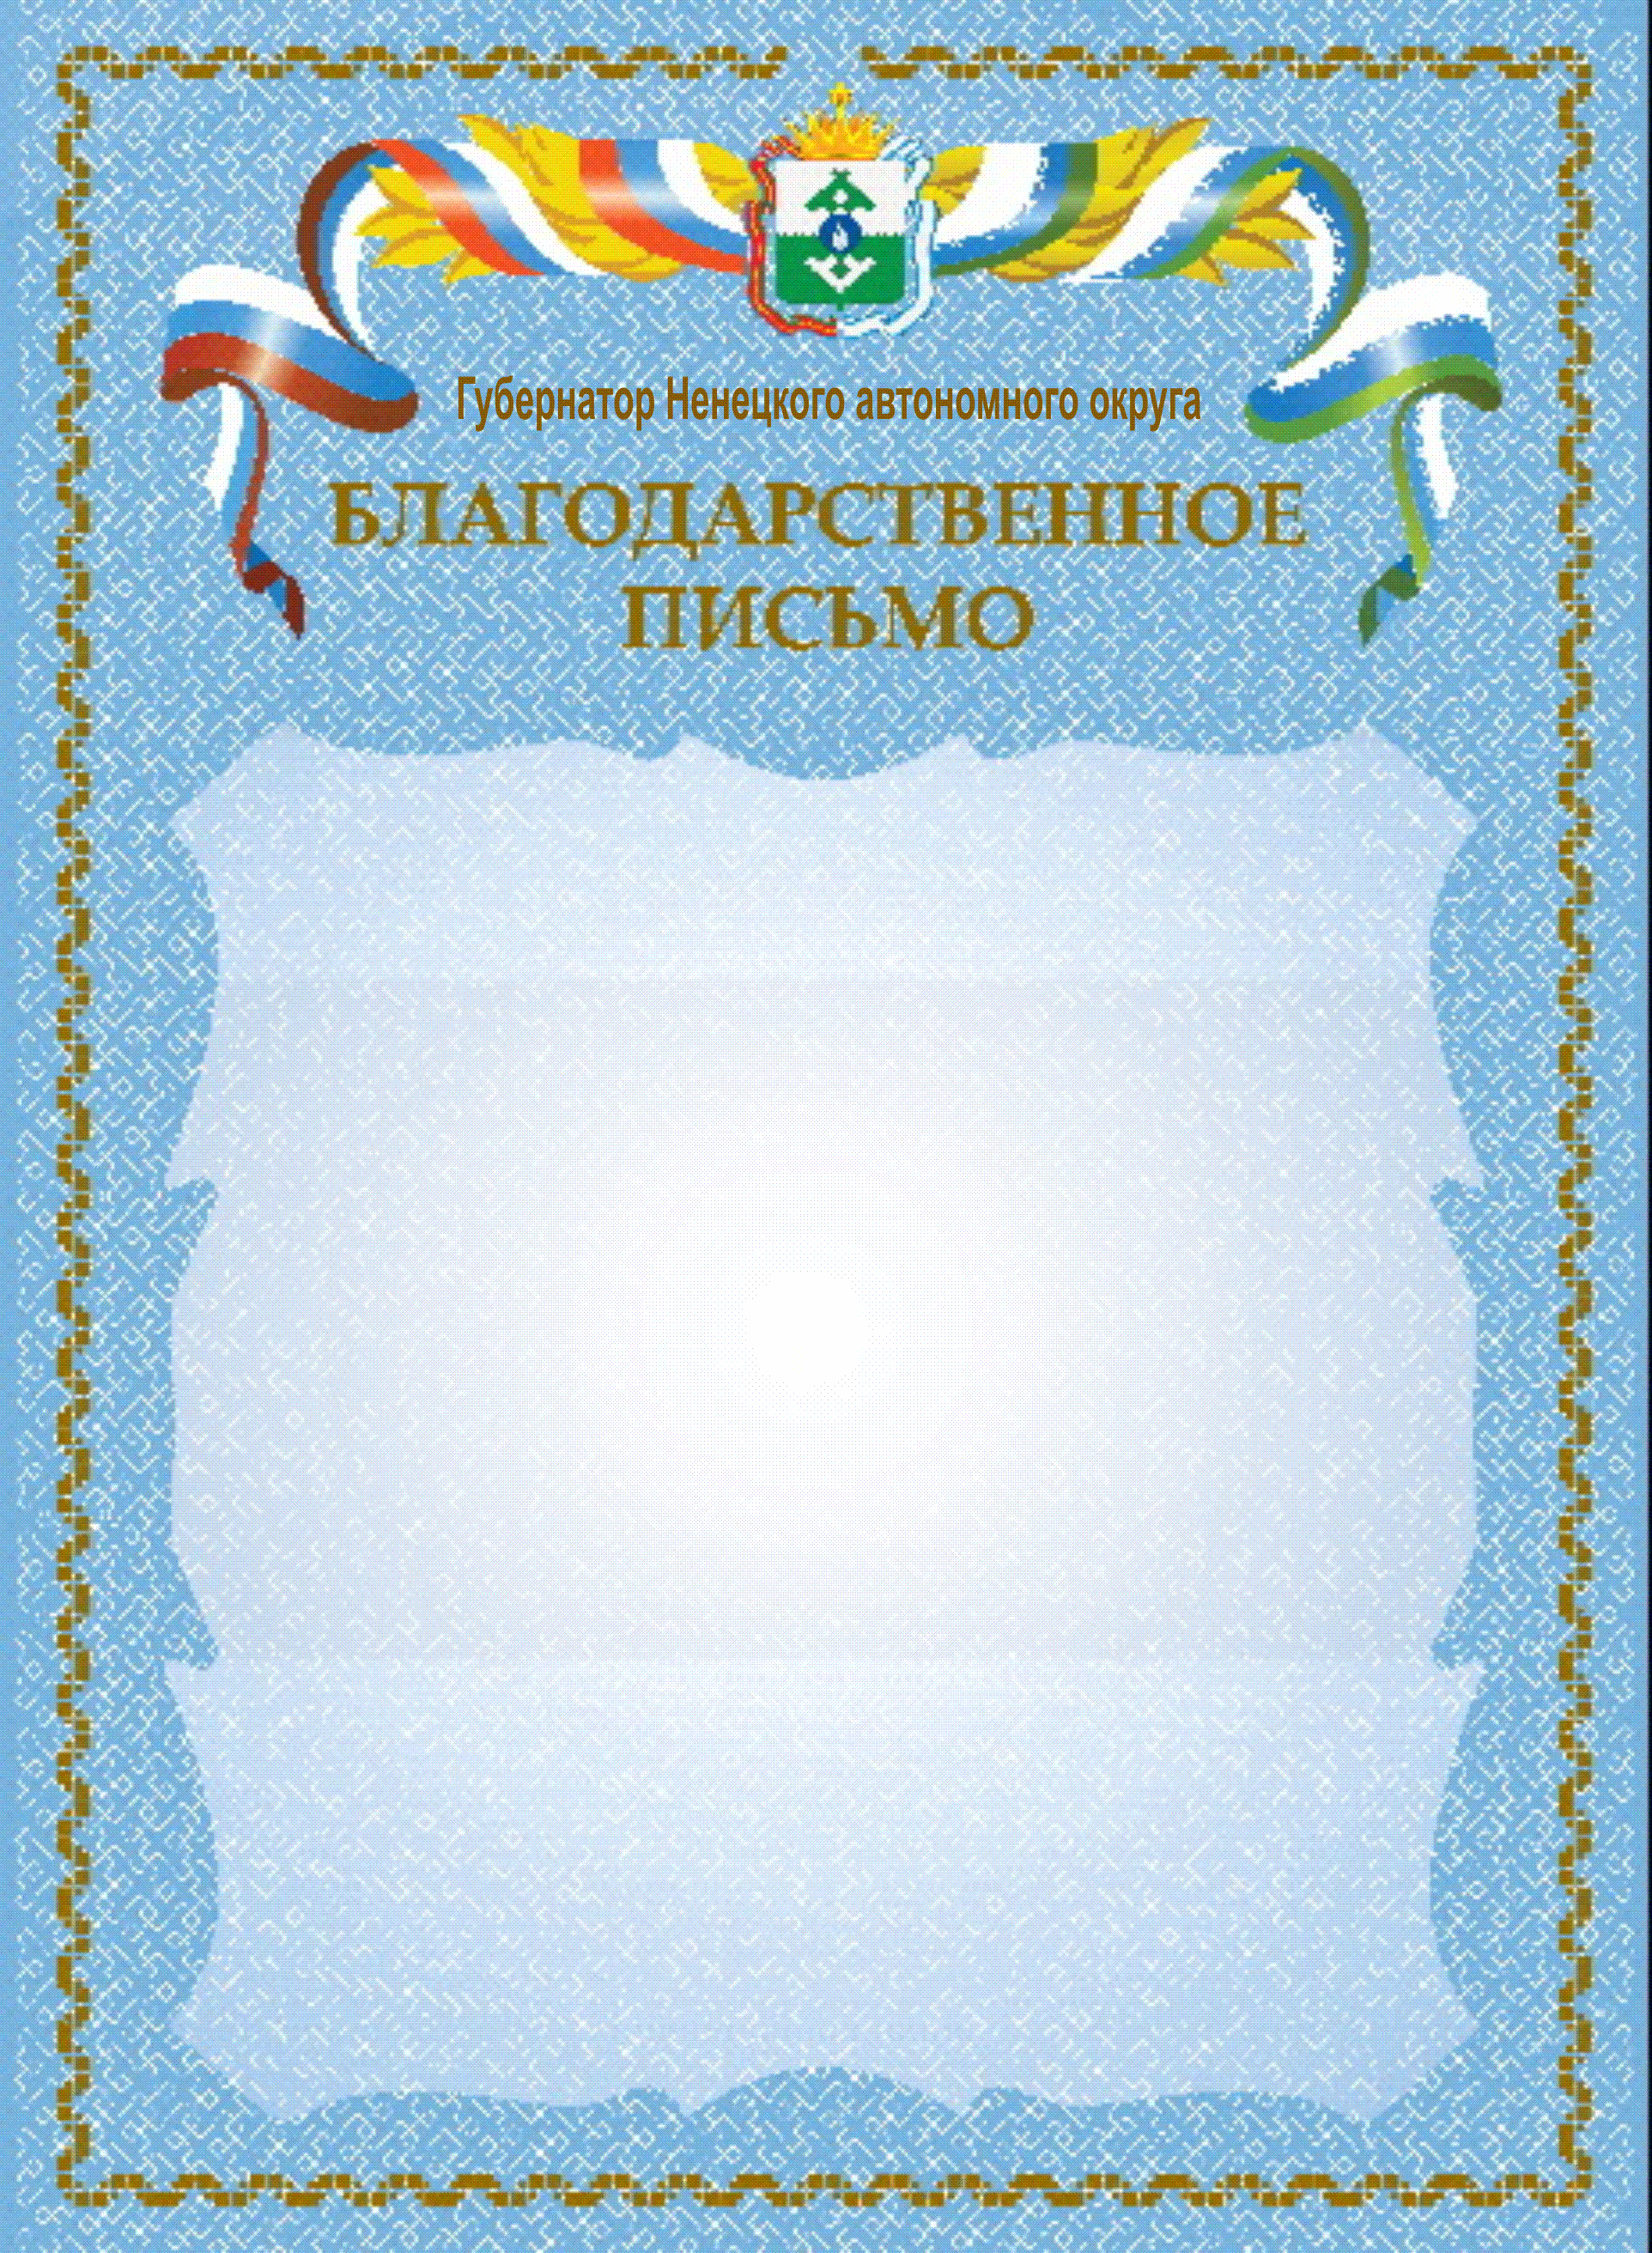 Губернатор Ненецкого автономного округа
БЛАГОДАРСТВЕННОЕ
ПИСЬМО